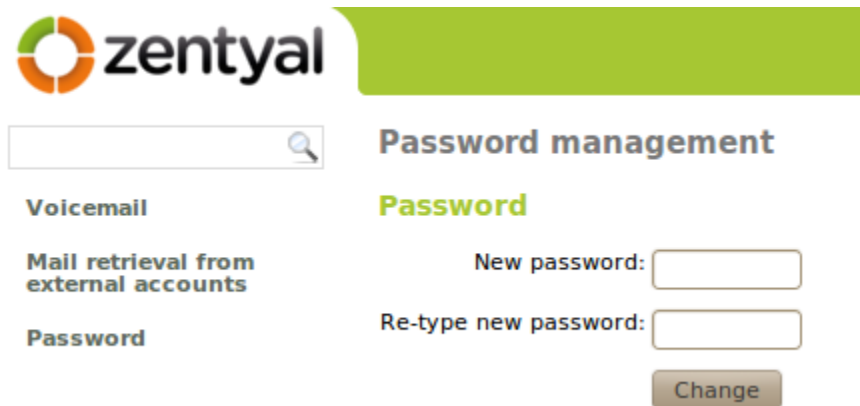 zentyal
Password management
Voicemail
Mail retrieval from
external accounts
Password
Password
New password:
Re-type new password:
Change